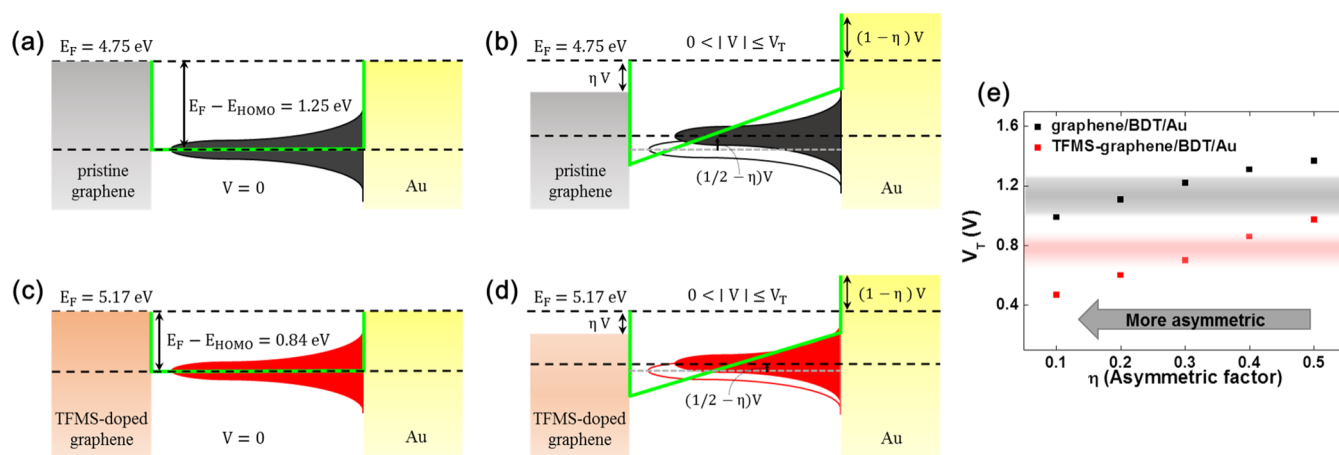 (a)
E_F = 4.75 eV
E_F − E_HOMO = 1.25 eV
pristine
graphene
V = 0
Au
(b)
E_F = 4.75 eV
0 < | V | ≤ V_T
(1 − η) V
η V
(1/2 − η)V
pristine
graphene
Au
(c)
E_F = 5.17 eV
E_F − E_HOMO = 0.84 eV
TFMS-doped
graphene
V = 0
Au
(d)
E_F = 5.17 eV
0 < | V | ≤ V_T
(1 − η) V
η V
(1/2 − η)V
TFMS-doped
graphene
Au
(e)
graphene/BDT/Au
TFMS-graphene/BDT/Au
V_T (V)
1.6
1.2
0.8
0.4
More asymmetric
0.1 0.2 0.3 0.4 0.5
η (Asymmetric factor)